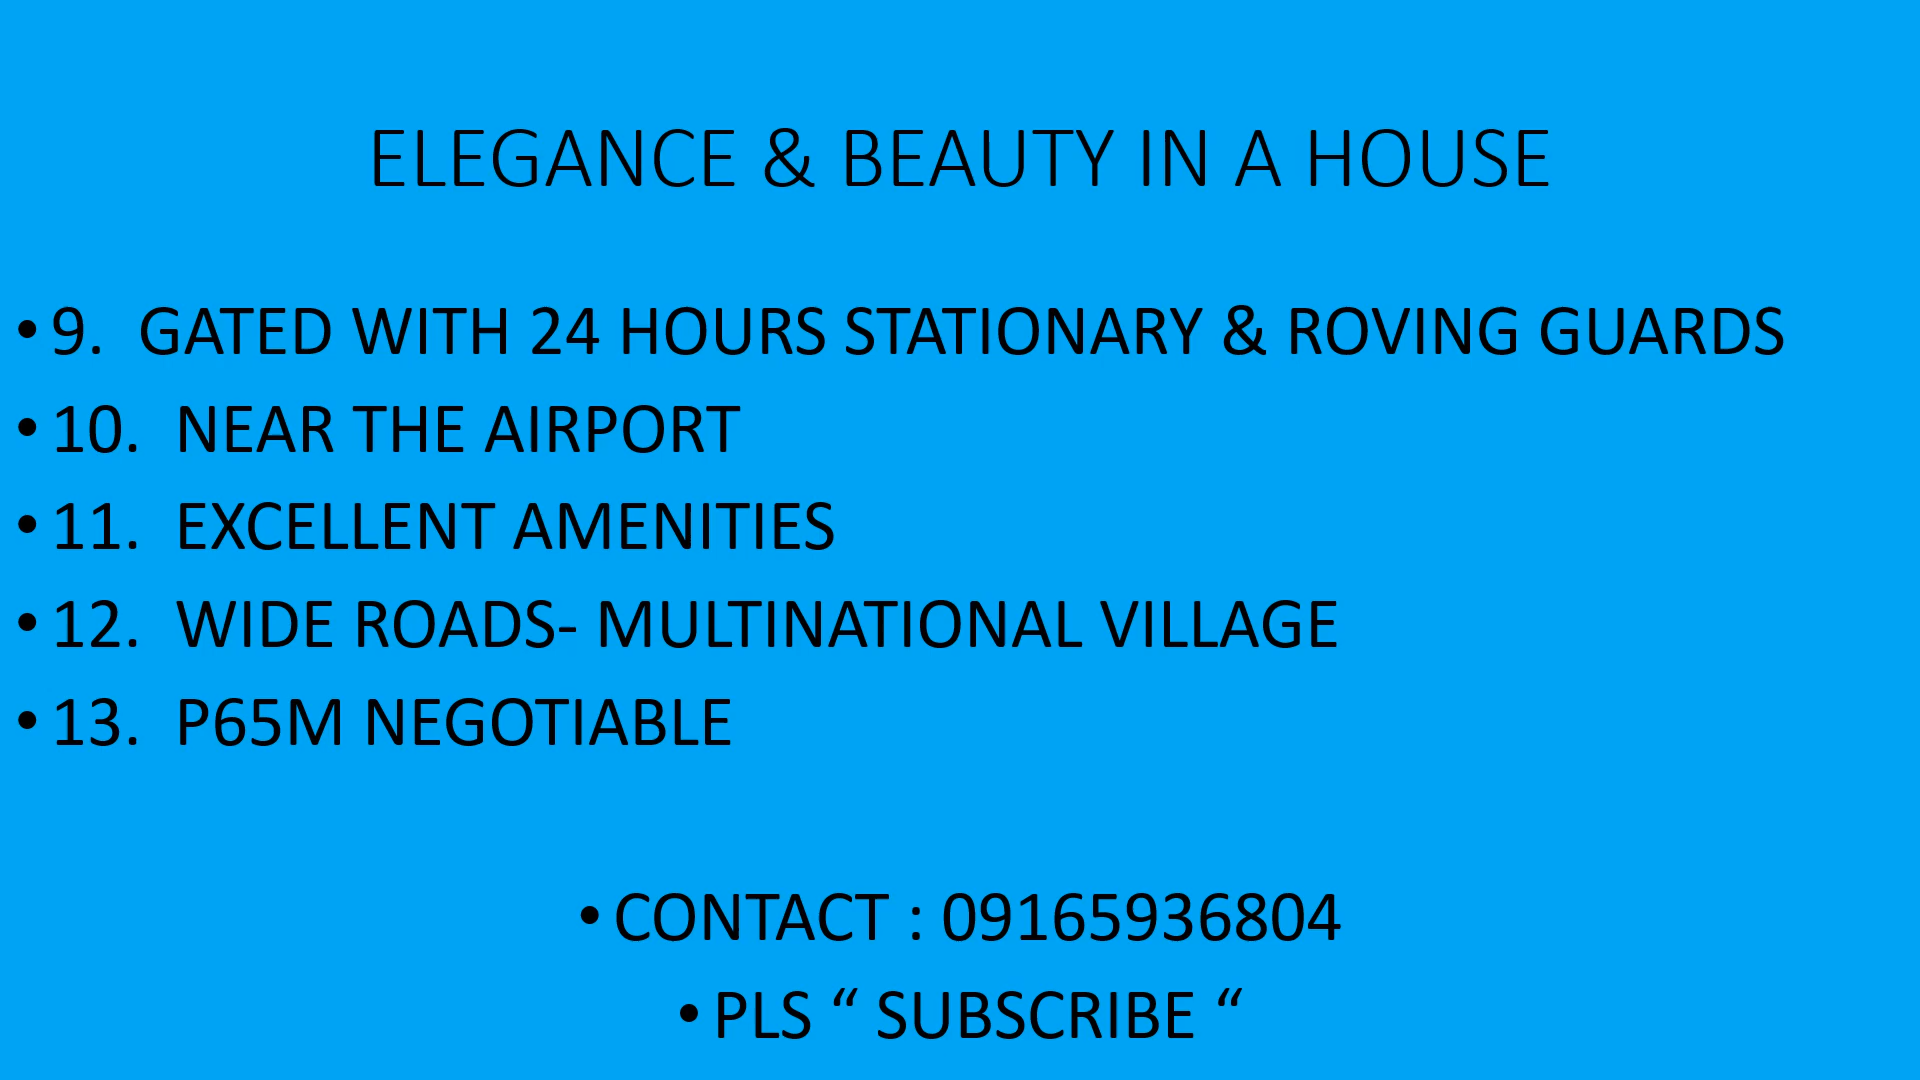 ELEGANCE & BEAUTY IN A HOUSE
• 9.  GATED WITH 24 HOURS STATIONARY & ROVING GUARDS
• 10.  NEAR THE AIRPORT
• 11.  EXCELLENT AMENITIES
• 12.  WIDE ROADS- MULTINATIONAL VILLAGE
• 13.  P65M NEGOTIABLE
• CONTACT : 09165936804
• PLS “ SUBSCRIBE “